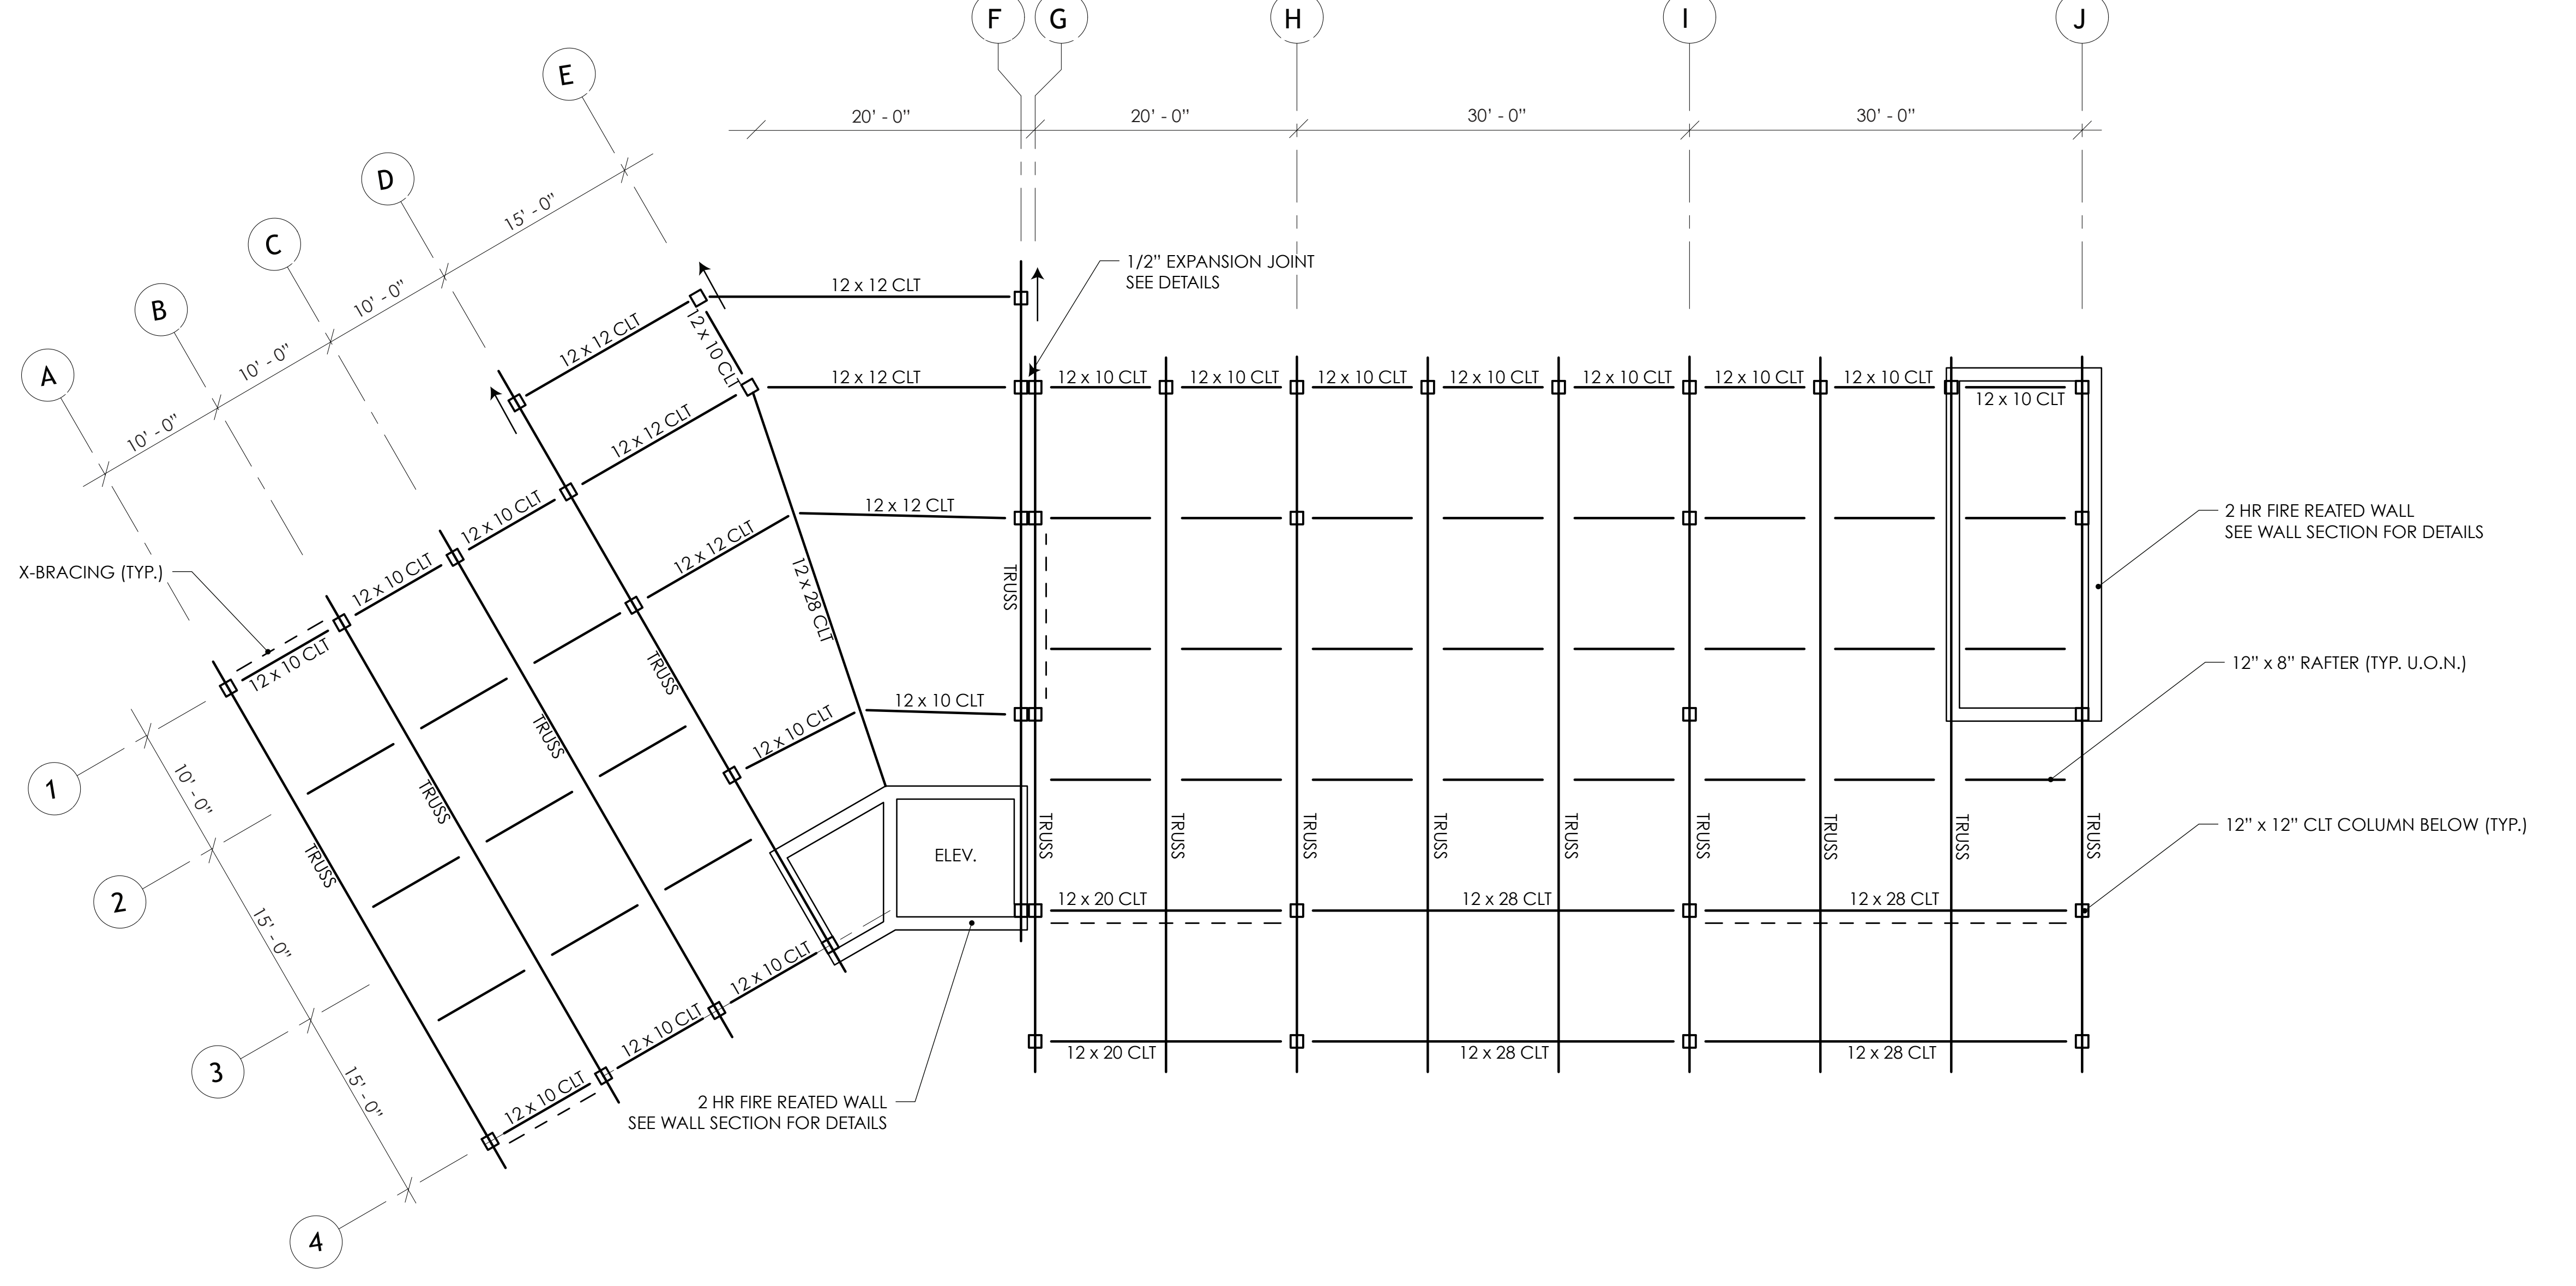 F
G
H
I
J
E
D
C
B
A
20' - 0"
20' - 0"
30' - 0"
30' - 0"
15' - 0"
10' - 0"
10' - 0"
10' - 0"
1/2" EXPANSION JOINT
SEE DETAILS
12 x 12 CLT
12 x 12 CLT
12 x 10 CLT
12 x 12 CLT
12 x 10 CLT
12 x 10 CLT
12 x 10 CLT
12 x 10 CLT
12 x 10 CLT
12 x 10 CLT
12 x 10 CLT
12 x 10 CLT
12 x 12 CLT
12 x 10 CLT
12 x 10 CLT
12 x 10 CLT
12 x 12 CLT
12 x 12 CLT
12 x 28 CLT
X-BRACING (TYP.)
2 HR FIRE REATED WALL
SEE WALL SECTION FOR DETAILS
TRUSS
TRUSS
TRUSS
TRUSS
TRUSS
12 x 10 CLT
12 x 10 CLT
12" x 8" RAFTER (TYP. U.O.N.)
1
10' - 0"
2
15' - 0"
3
15' - 0"
4
ELEV.
TRUSS
TRUSS
TRUSS
TRUSS
TRUSS
TRUSS
TRUSS
TRUSS
TRUSS
12" x 12" CLT COLUMN BELOW (TYP.)
12 x 20 CLT
12 x 28 CLT
12 x 28 CLT
12 x 10 CLT
12 x 10 CLT
12 x 10 CLT
12 x 20 CLT
12 x 28 CLT
12 x 28 CLT
2 HR FIRE REATED WALL
SEE WALL SECTION FOR DETAILS